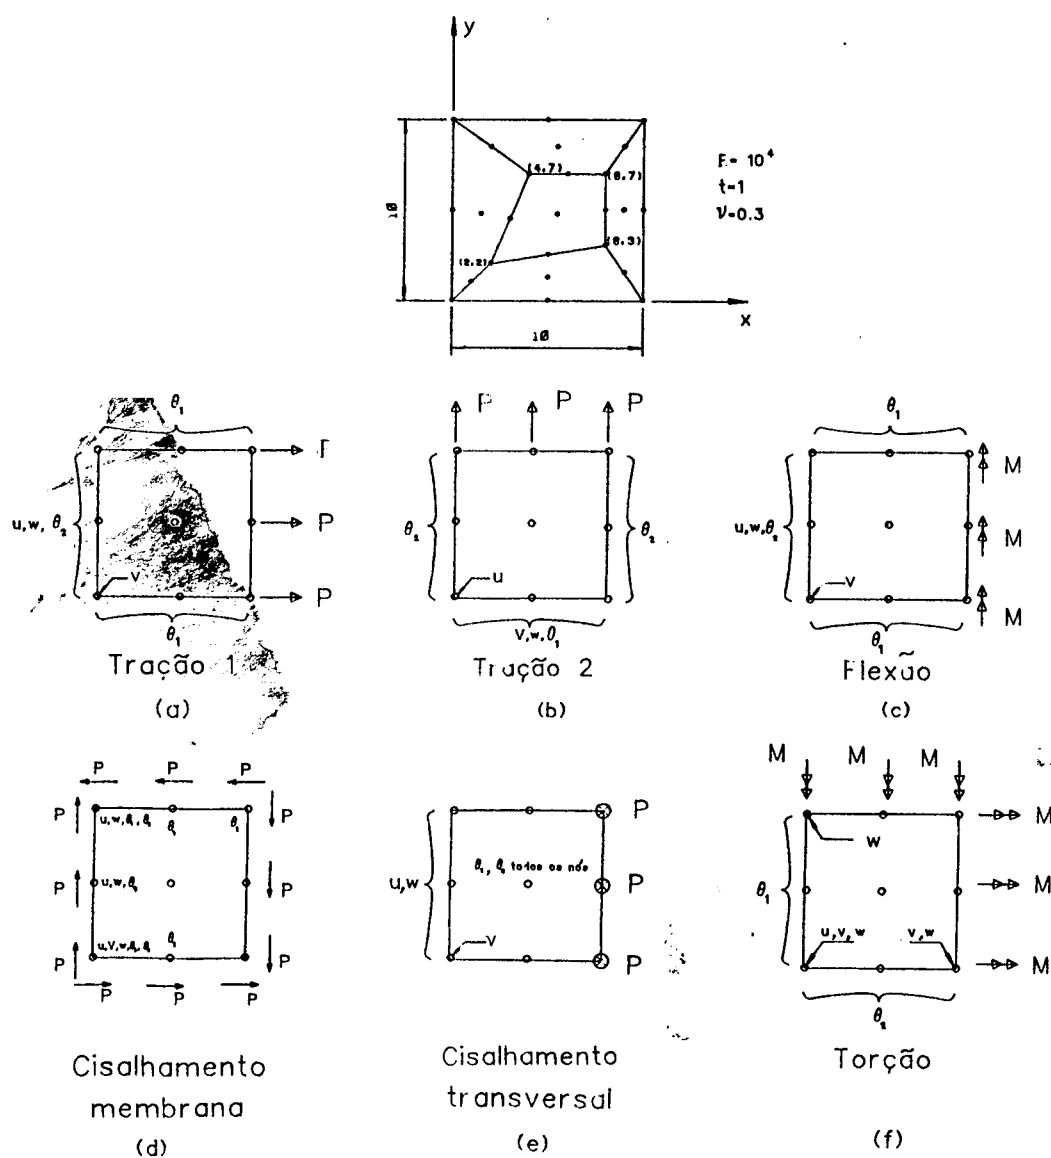 y
(4,7)
(8,7)
(8,3)
(2,2)
10
10
x
E= 10⁴
t=1
ν=0.3
θ₁
P
u,w,θ₂
P
v
P
θ₁
Tração 1
(a)
P P P
θ₂
θ₂
u
v,w,θ₁
Tração 2
(b)
θ₁
M
u,w,θ₂
M
v
M
θ₁
Flexão
(c)
P P P
P
u,w,θ₁,θ₂
θ₁
P
P
u,w,θ₂
P
P
u,v,w,θ₁,θ₂
θ₁
P
P P P
Cisalhamento
membrana
(d)
P
θ₁, θ₂ todos os nós
u,w
P
v
P
Cisalhamento
transversal
(e)
M M M
M
w
θ₁
M
u,v,w
v,w
M
θ₂
Torção
(f)